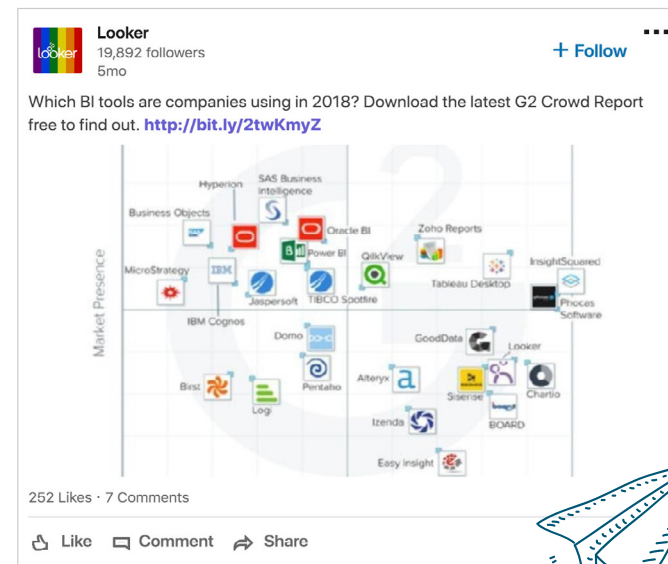 looker
Looker
19,892 followers
5mo
+ Follow
Which BI tools are companies using in 2018? Download the latest G2 Crowd Report
free to find out. http://bit.ly/2twKmyZ
Market Presence
Hyperion
SAS Business
Intelligence
Business Objects
Oracle BI
Zoho Reports
Power BI
QlikView
InsightSquared
MicroStrategy
IBM
Tableau Desktop
Jaspersoft
TIBCO Spotfire
Phocas
Software
IBM Cognos
Domo
DOMO
GoodData
Looker
Birst
Pentaho
Alteryx
a
Sisense
Chartio
Logi
Izenda
board
BOARD
Easy Insight
252 Likes · 7 Comments
Like Comment Share